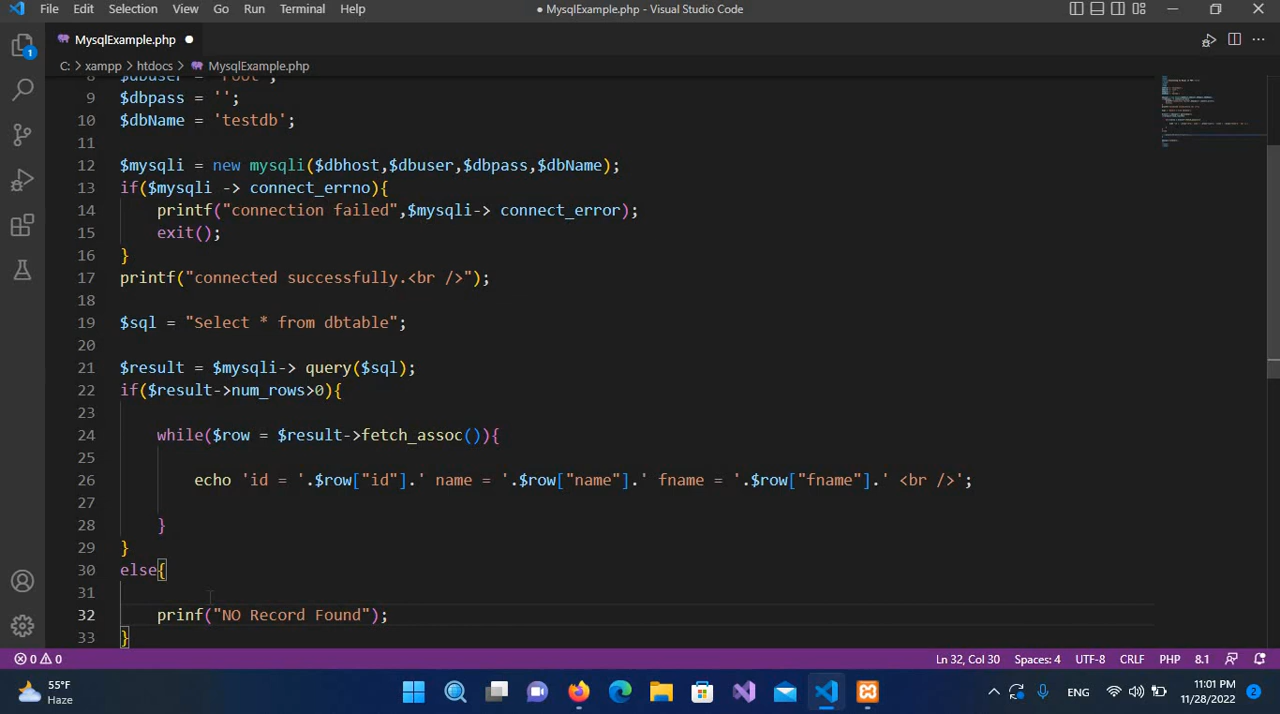 File Edit Selection View Go Run Terminal Help ● MysqlExample.php - Visual Studio Code
MysqlExample.php ●
C: > xampp > htdocs > MysqlExample.php
8 $dbuser = 'root';
9 $dbpass = '';
10 $dbName = 'testdb';
11
12 $mysqli = new mysqli($dbhost,$dbuser,$dbpass,$dbName);
13 if($mysqli -> connect_errno){
14 printf("connection failed",$mysqli-> connect_error);
15 exit();
16 }
17 printf("connected successfully.<br />");
18
19 $sql = "Select * from dbtable";
20
21 $result = $mysqli-> query($sql);
22 if($result->num_rows>0){
23
24 while($row = $result->fetch_assoc()){
25
26 echo 'id = '.$row["id"].' name = '.$row["name"].' fname = '.$row["fname"].' <br />';
27
28 }
29 }
30 else{
31
32 prinf("NO Record Found");
33 }
1
0 0 Ln 32, Col 30 Spaces: 4 UTF-8 CRLF PHP 8.1
55°F
Haze
ENG
11:01 PM
11/28/2022
2